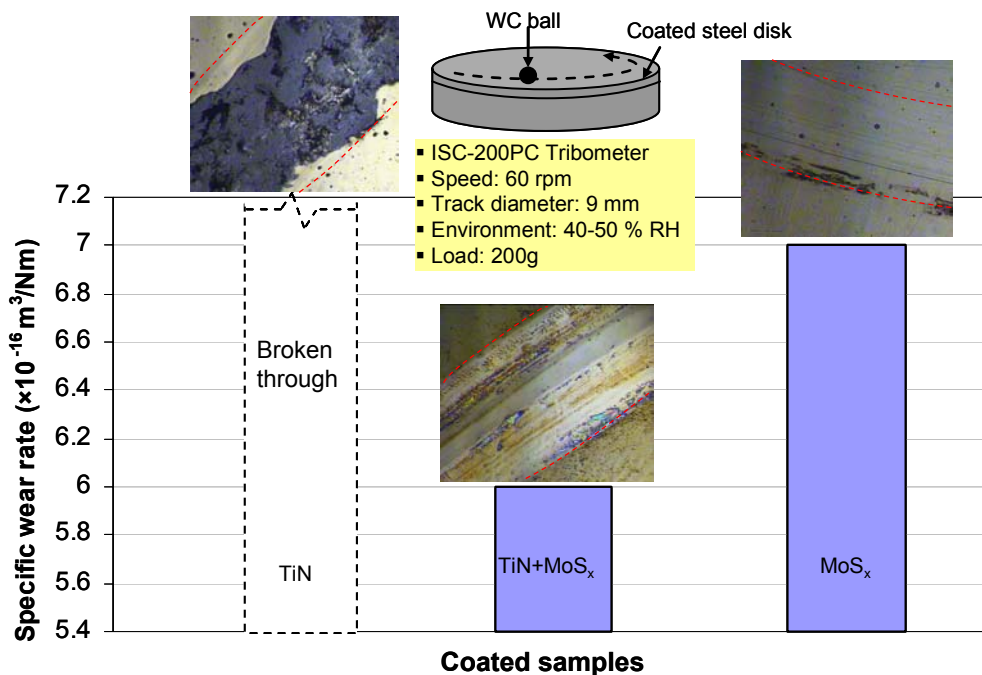 WC ball
Coated steel disk
▪ ISC-200PC Tribometer
▪ Speed: 60 rpm
▪ Track diameter: 9 mm
▪ Environment: 40-50 % RH
▪ Load: 200g
Specific wear rate (×10⁻¹⁶ m³/Nm)
7.2
7
6.8
6.6
6.4
6.2
6
5.8
5.6
5.4
Broken
through
TiN
TiN+MoSₓ
MoSₓ
Coated samples